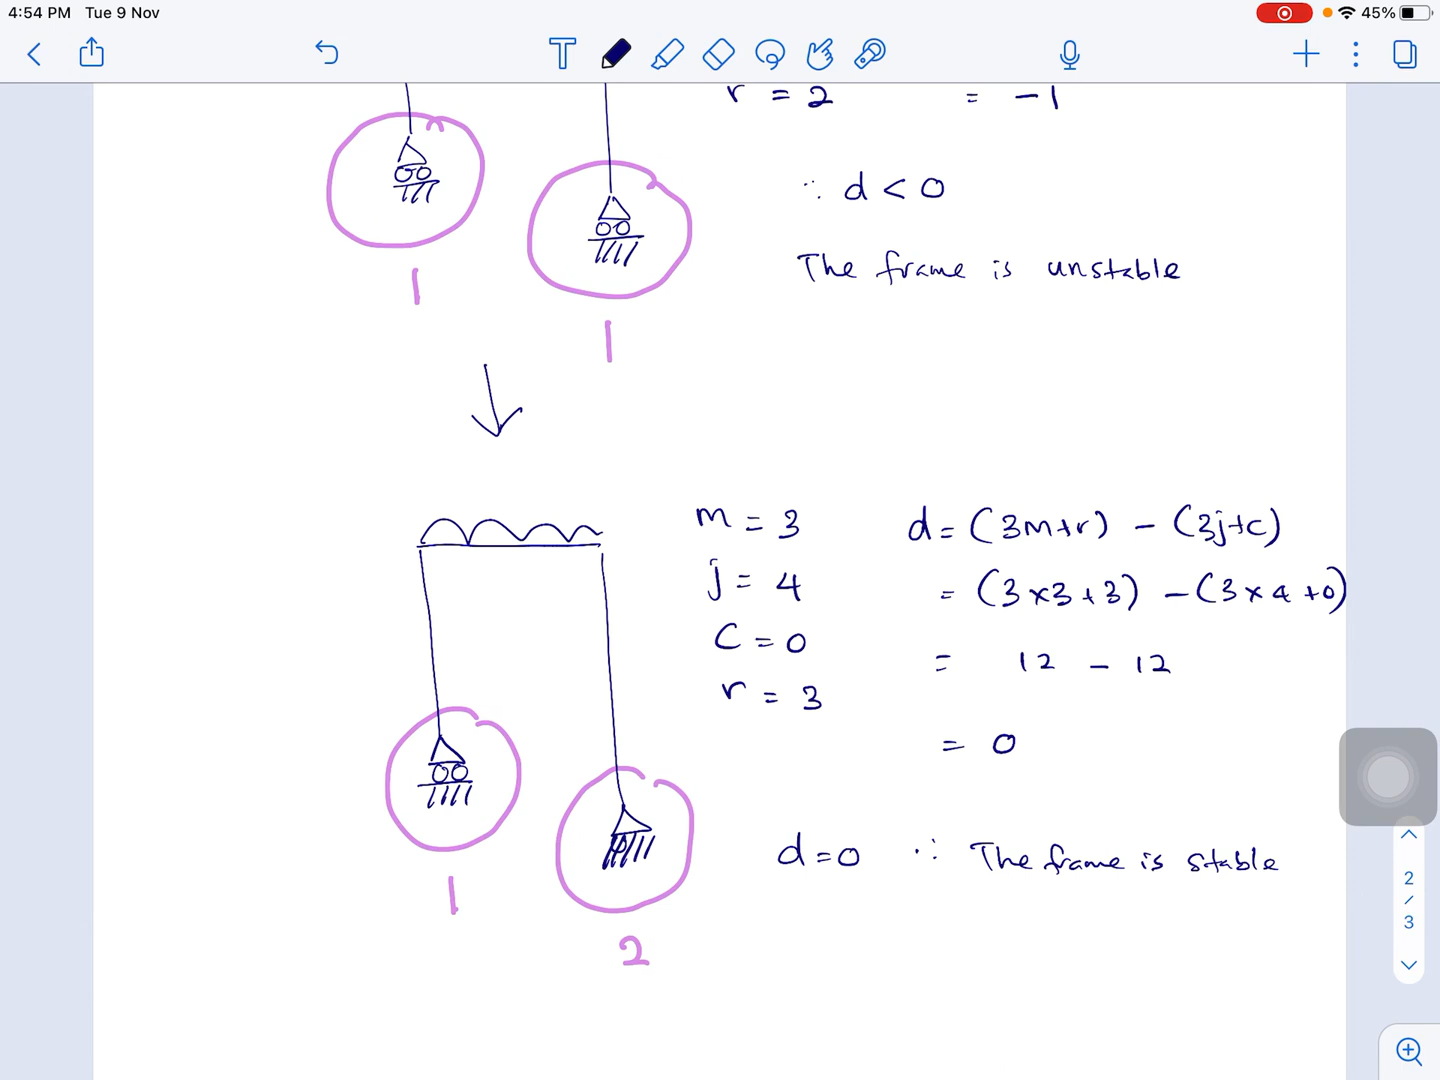 4:54 PM Tue 9 Nov
45%
T
r = 2 = -1
∴ d < 0
The frame is unstable
1
1
m = 3 d = (3m+r) - (3j+c)
j = 4 = (3×3+3) - (3×4+0)
C = 0 = 12 - 12
r = 3
= 0
d=0 ∴ The frame is stable
1
2
2
/
3